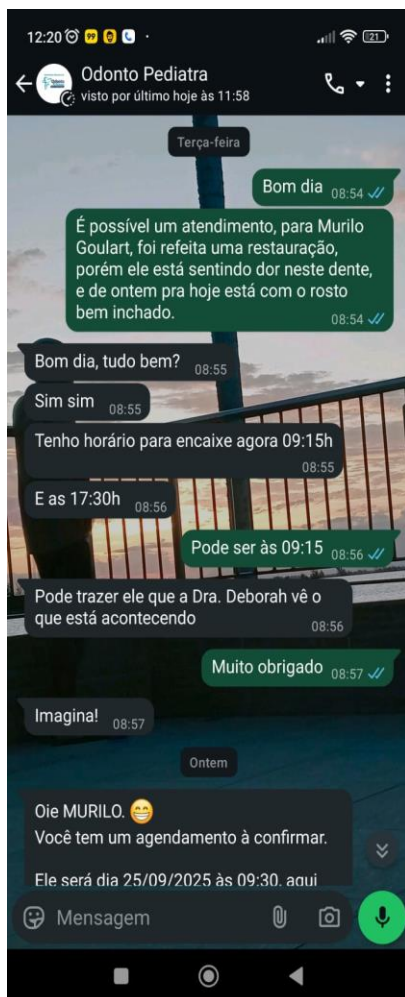 12:20
21
Odonto Pediatra
visto por último hoje às 11:58
Terça-feira
Bom dia 08:54
É possível um atendimento, para Murilo
Goulart, foi refeita uma restauração,
porém ele está sentindo dor neste dente,
e de ontem pra hoje está com o rosto
bem inchado.
08:54
Bom dia, tudo bem? 08:55
Sim sim 08:55
Tenho horário para encaixe agora 09:15h
08:55
E as 17:30h 08:56
Pode ser às 09:15 08:56
Pode trazer ele que a Dra. Deborah vê o
que está acontecendo
08:56
Muito obrigado 08:57
Imagina! 08:57
Ontem
Oie MURILO. 😁
Você tem um agendamento à confirmar.
Ele será dia 25/09/2025 às 09:30, aqui
Mensagem